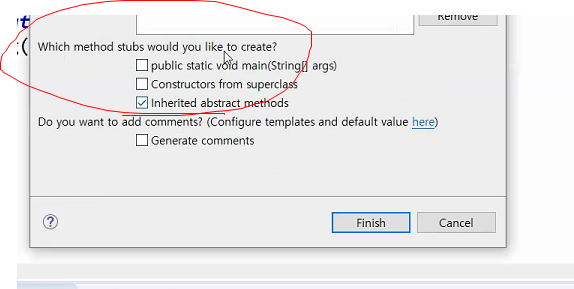 Remove
Which method stubs would you like to create?
public static void main(String[] args)
Constructors from superclass
Inherited abstract methods
Do you want to add comments? (Configure templates and default value here)
Generate comments
Finish
Cancel